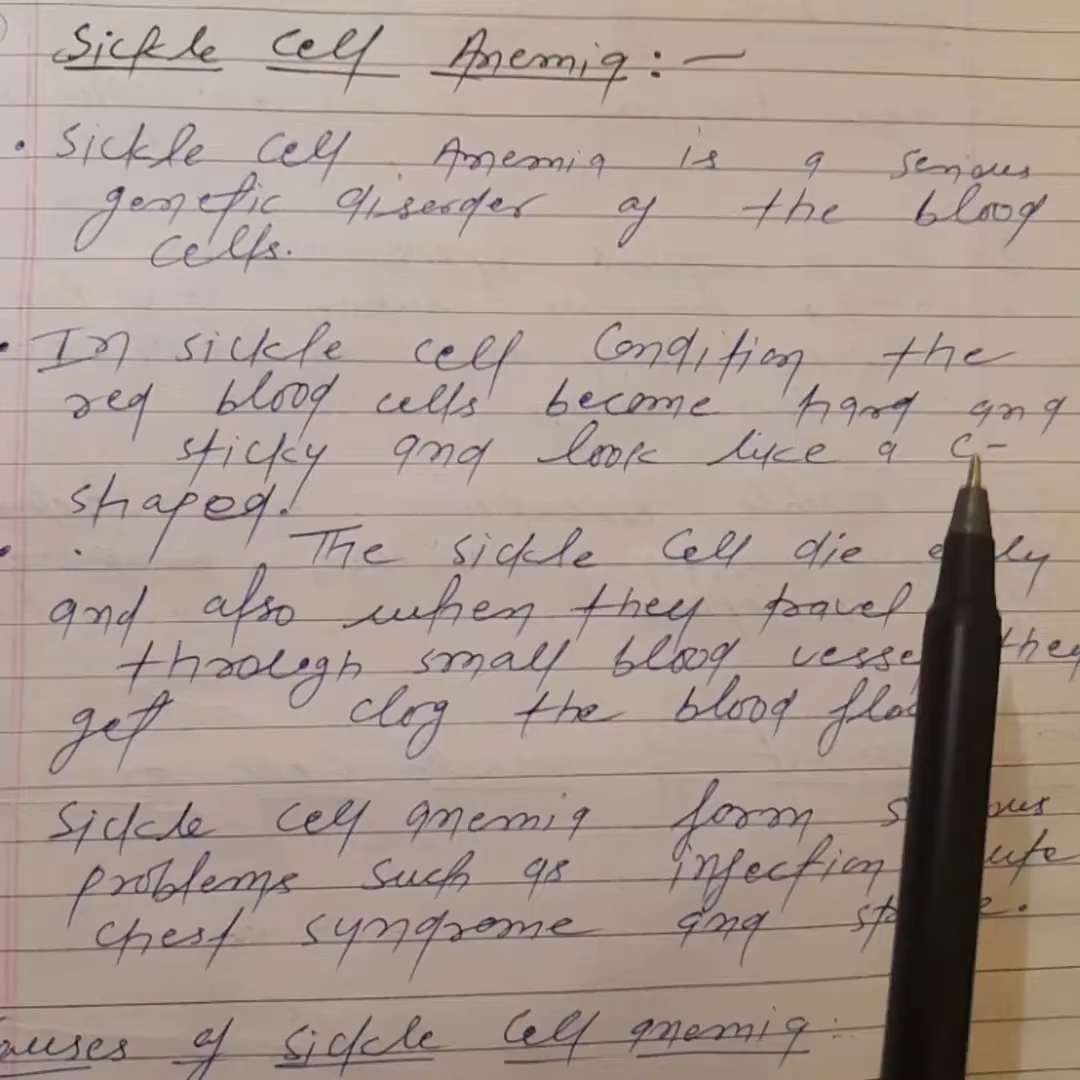 Sickle Cell Anemia :-
• Sickle Cell Anemia is a serious
genetic disorder of the blood
cells.
• In sickle cell Condition the
red blood cells become hard and
sticky and look like a C-
shaped.
• . The sickle Cell die
and also when they travel
through small blood they
get clog the blood
Sickle cell anemia form
problems such as infection
chest syndrome and
of sickle Cell anemia :